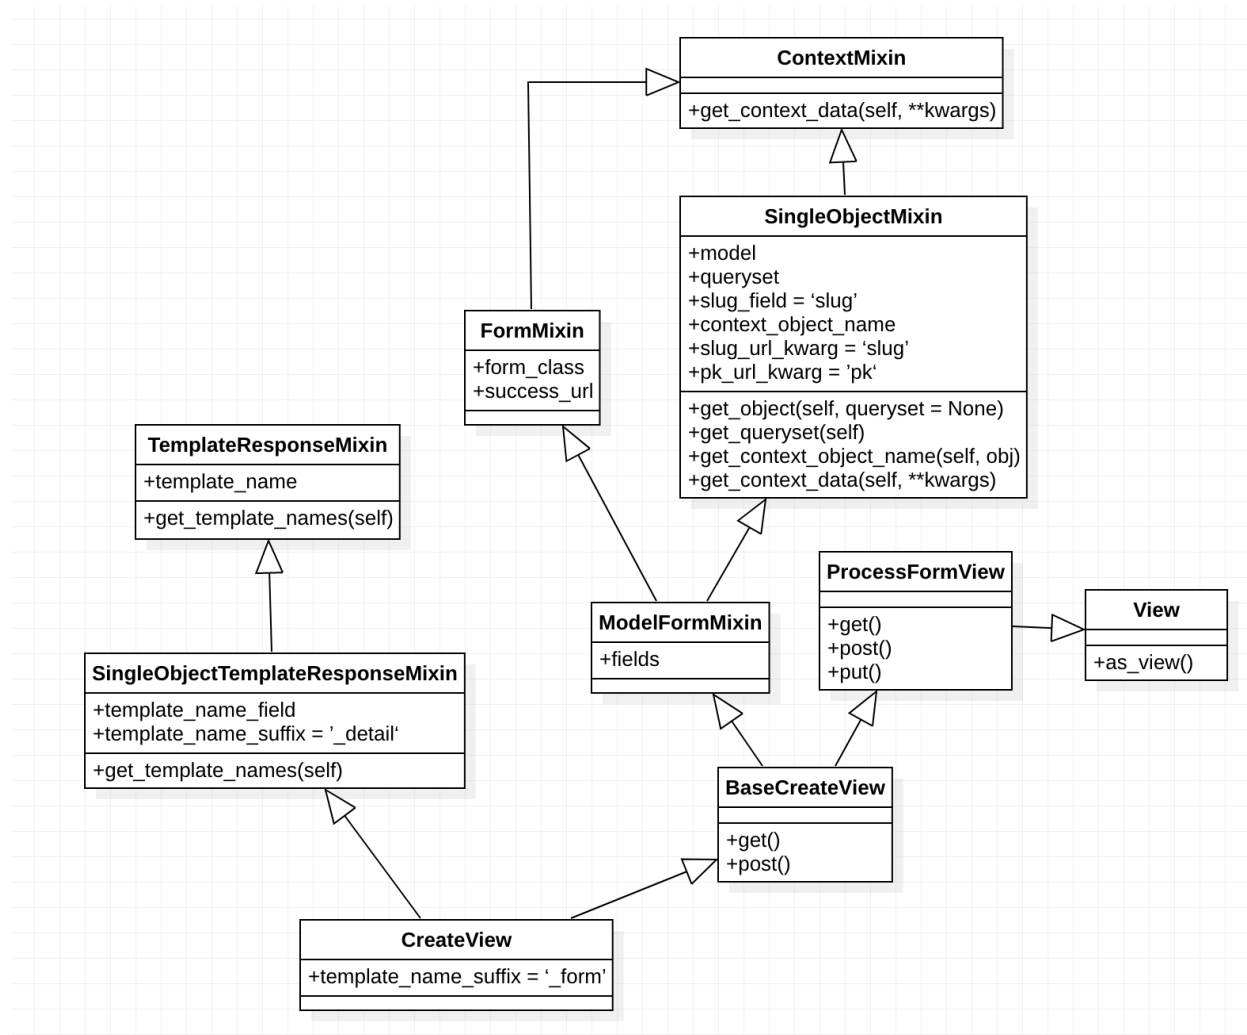 ContextMixin
+get_context_data(self, **kwargs)
SingleObjectMixin
+model
+queryset
+slug_field = ‘slug’
+context_object_name
+slug_url_kwarg = ‘slug’
+pk_url_kwarg = ’pk‘
+get_object(self, queryset = None)
+get_queryset(self)
+get_context_object_name(self, obj)
+get_context_data(self, **kwargs)
FormMixin
+form_class
+success_url
TemplateResponseMixin
+template_name
+get_template_names(self)
ProcessFormView
+get()
+post()
+put()
View
+as_view()
ModelFormMixin
+fields
SingleObjectTemplateResponseMixin
+template_name_field
+template_name_suffix = ’_detail‘
+get_template_names(self)
BaseCreateView
+get()
+post()
CreateView
+template_name_suffix = ‘_form’